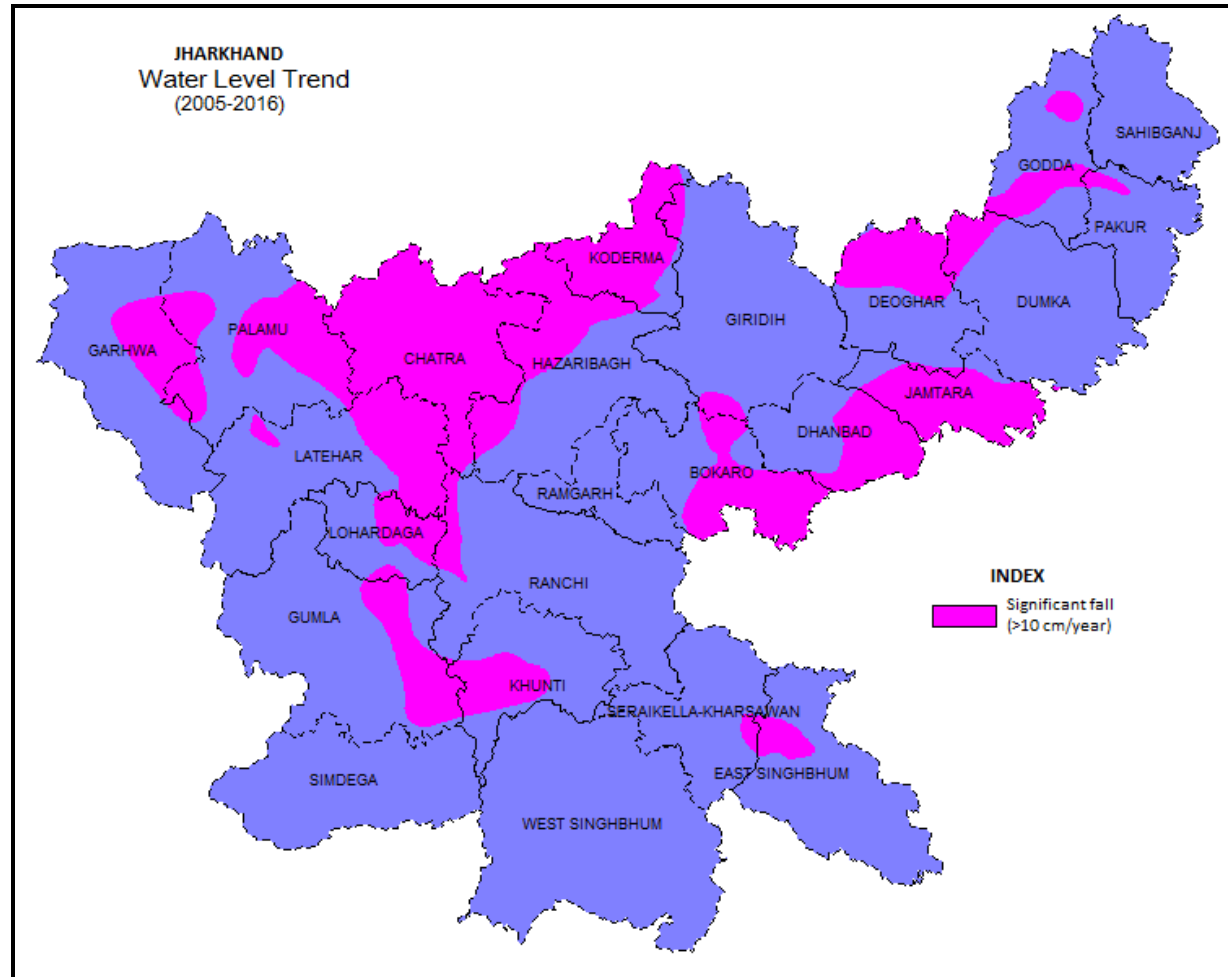 JHARKHAND
Water Level Trend
(2005-2016)
SAHIBGANJ
GODDA
PAKUR
KODERMA
DEOGHAR
DUMKA
GIRIDIH
PALAMU
GARHWA
CHATRA
HAZARIBAGH
JAMTARA
DHANBAD
LATEHAR
BOKARO
RAMGARH
LOHARDAGA
RANCHI
GUMLA
INDEX
Significant fall
(>10 cm/year)
KHUNTI
SERAIKELLA-KHARSAWAN
SIMDEGA
EAST SINGHBHUM
WEST SINGHBHUM